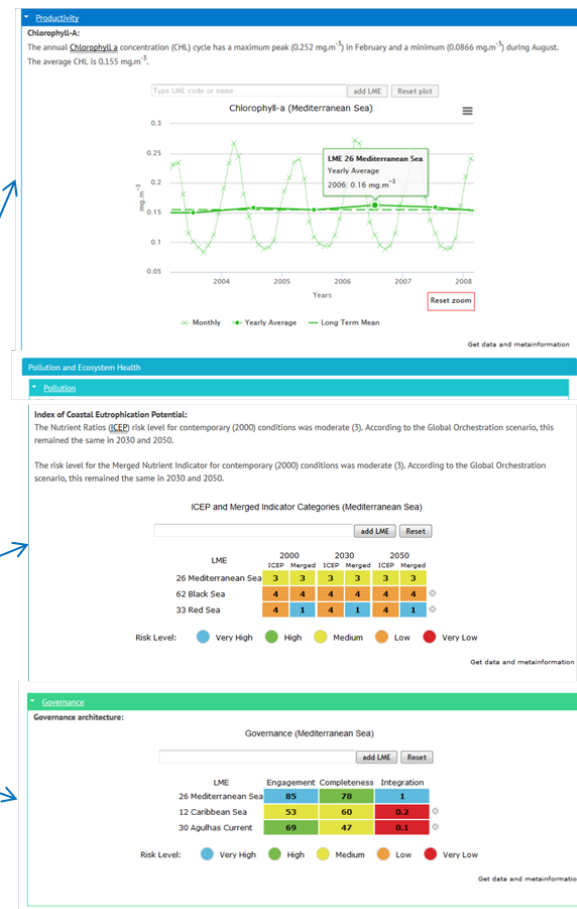 Productivity
Chlorophyll-A:
The annual Chlorophyll a concentration (CHL) cycle has a maximum peak (0.252 mg.m-3) in February and a minimum (0.0866 mg.m-3) during August.
The average CHL is 0.155 mg.m-3.
Type LME code or name add LME Reset plot
Chlorophyll-a (Mediterranean Sea)
0.3
0.25
0.2
0.15
0.1
0.05
mg.m-3
LME 26 Mediterranean Sea
Yearly Average
2006: 0.16 mg.m-3
2004 2005 2006 2007 2008
Years
Reset zoom
Monthly Yearly Average Long Term Mean
Get data and metainformation
Pollution and Ecosystem Health
Pollution
Index of Coastal Eutrophication Potential:
The Nutrient Ratios (ICEP) risk level for contemporary (2000) conditions was moderate (3). According to the Global Orchestration scenario, this
remained the same in 2030 and 2050.
The risk level for the Merged Nutrient Indicator for contemporary (2000) conditions was moderate (3). According to the Global Orchestration
scenario, this remained the same in 2030 and 2050.
ICEP and Merged Indicator Categories (Mediterranean Sea)
add LME Reset
LME 2000 2030 2050
ICEP Merged ICEP Merged ICEP Merged
26 Mediterranean Sea 3 3 3 3 3 3
62 Black Sea 4 4 4 4 4 4
33 Red Sea 4 1 4 1 4 1
Risk Level: Very High High Medium Low Very Low
Get data and metainformation
Governance
Governance architecture:
Governance (Mediterranean Sea)
add LME Reset
LME Engagement Completeness Integration
26 Mediterranean Sea 85 78 1
12 Caribbean Sea 53 60 0.2
30 Agulhas Current 69 47 0.1
Risk Level: Very High High Medium Low Very Low
Get data and metainformatio